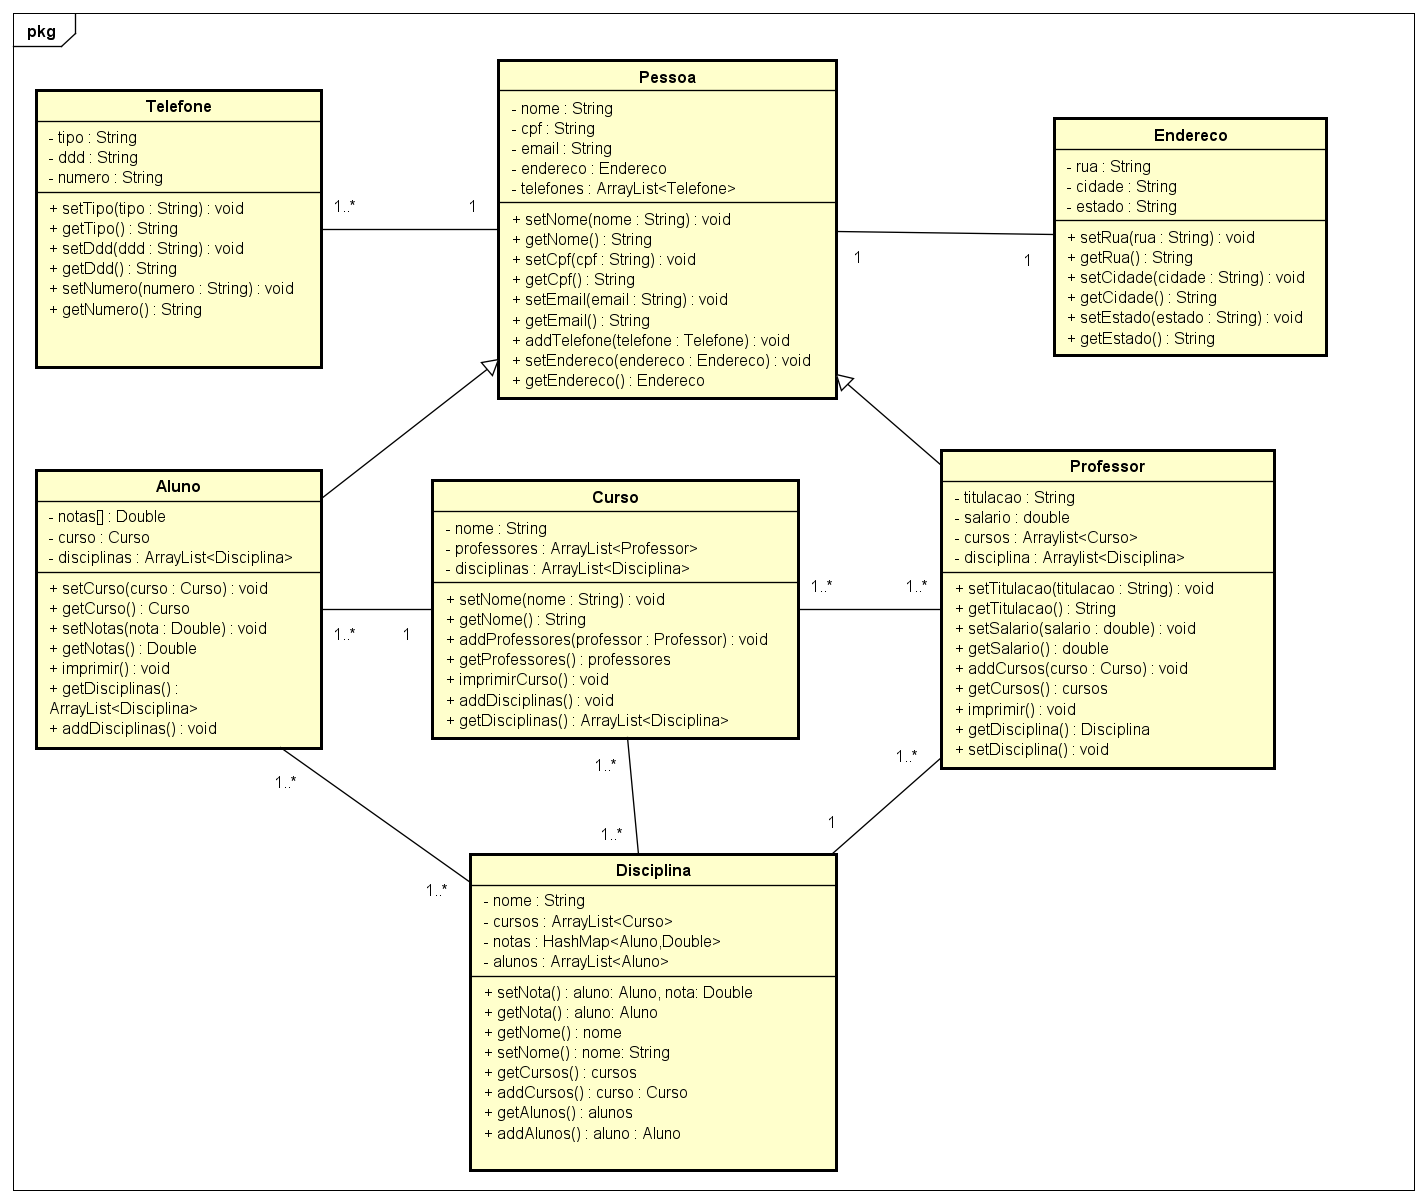 pkg
Telefone
- tipo : String
- ddd : String
- numero : String
+ setTipo(tipo : String) : void
+ getTipo() : String
+ setDdd(ddd : String) : void
+ getDdd() : String
+ setNumero(numero : String) : void
+ getNumero() : String
1..*
1
Pessoa
- nome : String
- cpf : String
- email : String
- endereco : Endereco
- telefones : ArrayList<Telefone>
+ setNome(nome : String) : void
+ getNome() : String
+ setCpf(cpf : String) : void
+ getCpf() : String
+ setEmail(email : String) : void
+ getEmail() : String
+ addTelefone(telefone : Telefone) : void
+ setEndereco(endereco : Endereco) : void
+ getEndereco() : Endereco
1
1
Endereco
- rua : String
- cidade : String
- estado : String
+ setRua(rua : String) : void
+ getRua() : String
+ setCidade(cidade : String) : void
+ getCidade() : String
+ setEstado(estado : String) : void
+ getEstado() : String
Aluno
- notas[] : Double
- curso : Curso
- disciplinas : ArrayList<Disciplina>
+ setCurso(curso : Curso) : void
+ getCurso() : Curso
+ setNotas(nota : Double) : void
+ getNotas() : Double
+ imprimir() : void
+ getDisciplinas() :
ArrayList<Disciplina>
+ addDisciplinas() : void
1..*
1
Curso
- nome : String
- professores : ArrayList<Professor>
- disciplinas : ArrayList<Disciplina>
+ setNome(nome : String) : void
+ getNome() : String
+ addProfessores(professor : Professor) : void
+ getProfessores() : professores
+ imprimirCurso() : void
+ addDisciplinas() : void
+ getDisciplinas() : ArrayList<Disciplina>
1..*
1..*
Professor
- titulacao : String
- salario : double
- cursos : Arraylist<Curso>
- disciplina : Arraylist<Disciplina>
+ setTitulacao(titulacao : String) : void
+ getTitulacao() : String
+ setSalario(salario : double) : void
+ getSalario() : double
+ addCursos(curso : Curso) : void
+ getCursos() : cursos
+ imprimir() : void
+ getDisciplina() : Disciplina
+ setDisciplina() : void
1..*
1..*
1..*
1..*
1..*
1
Disciplina
- nome : String
- cursos : ArrayList<Curso>
- notas : HashMap<Aluno,Double>
- alunos : ArrayList<Aluno>
+ setNota() : aluno: Aluno, nota: Double
+ getNota() : aluno: Aluno
+ getNome() : nome
+ setNome() : nome: String
+ getCursos() : cursos
+ addCursos() : curso : Curso
+ getAlunos() : alunos
+ addAlunos() : aluno : Aluno